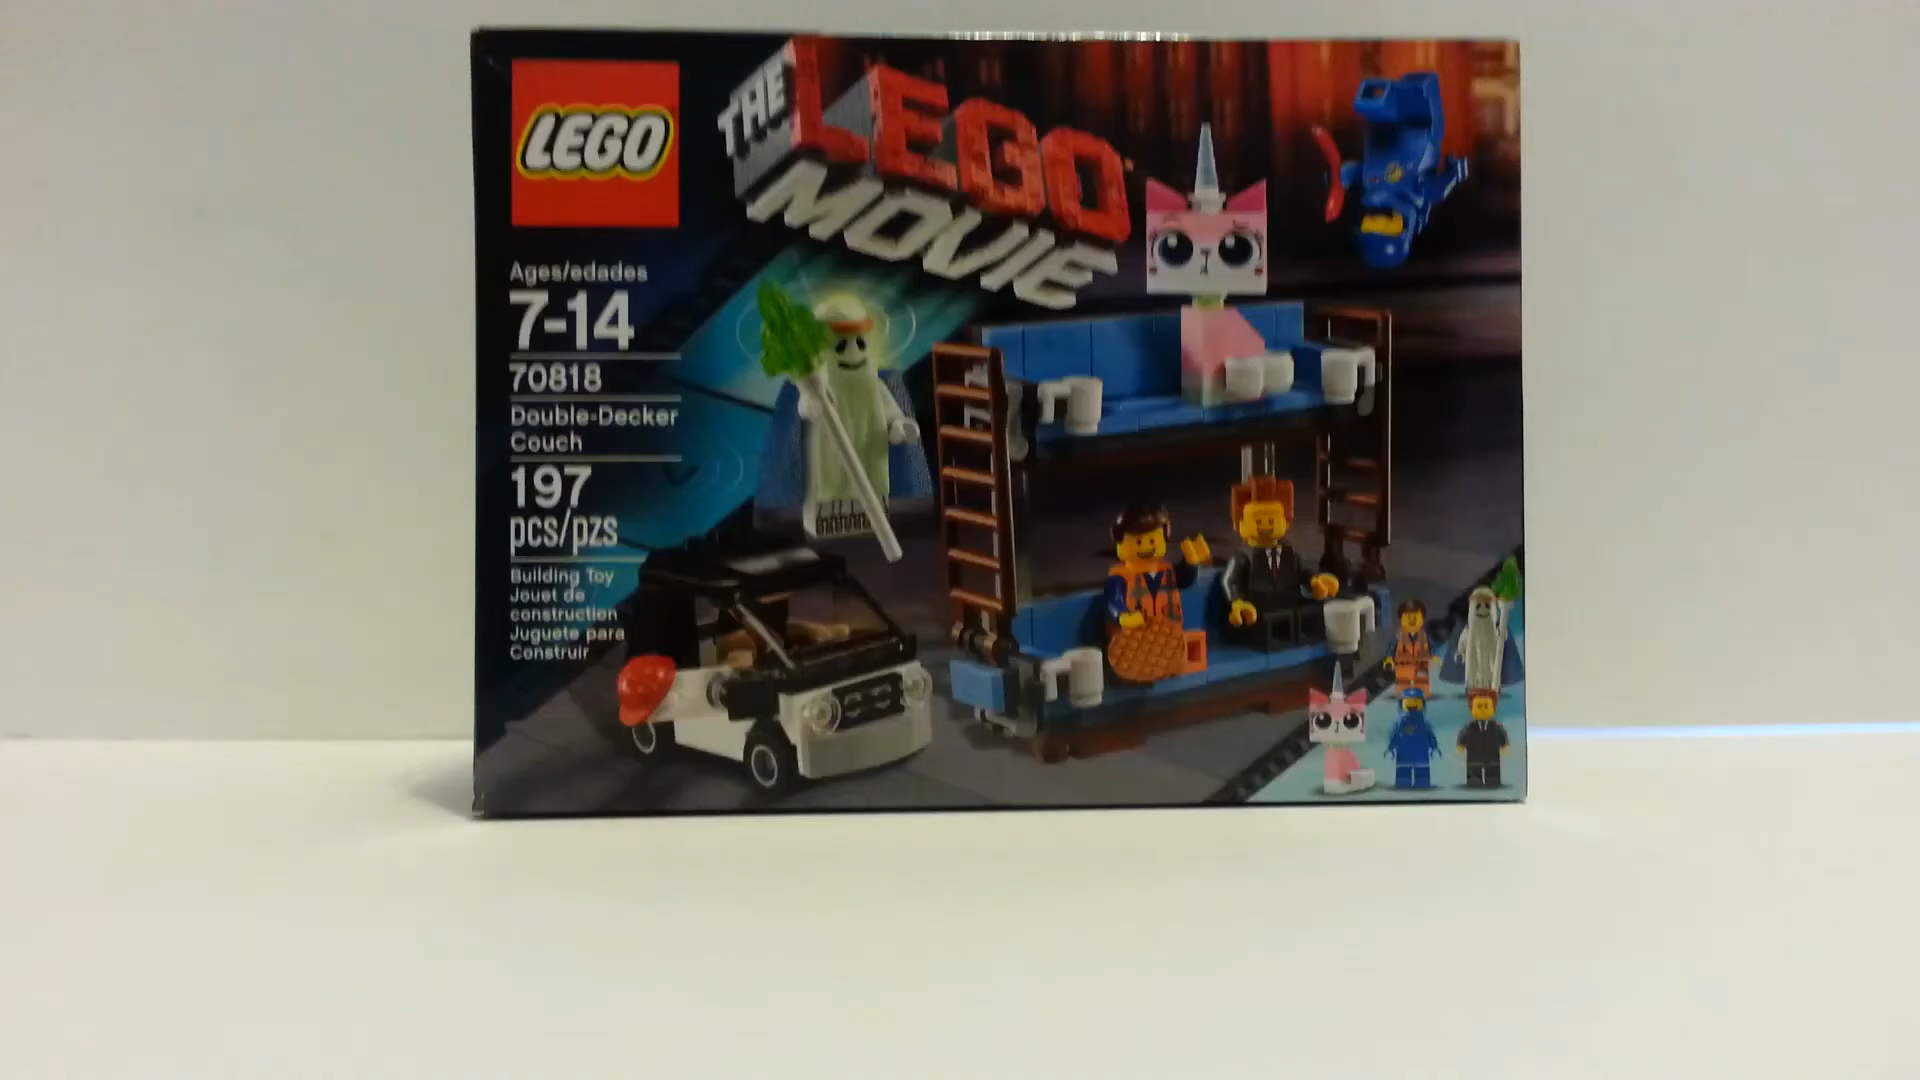 LEGO
THE LEGO MOVIE
Ages/edades
7-14
70818
Double-Decker
Couch
197
pcs/pzs
Building Toy
Jouet de
construction
Juguete para
Construir